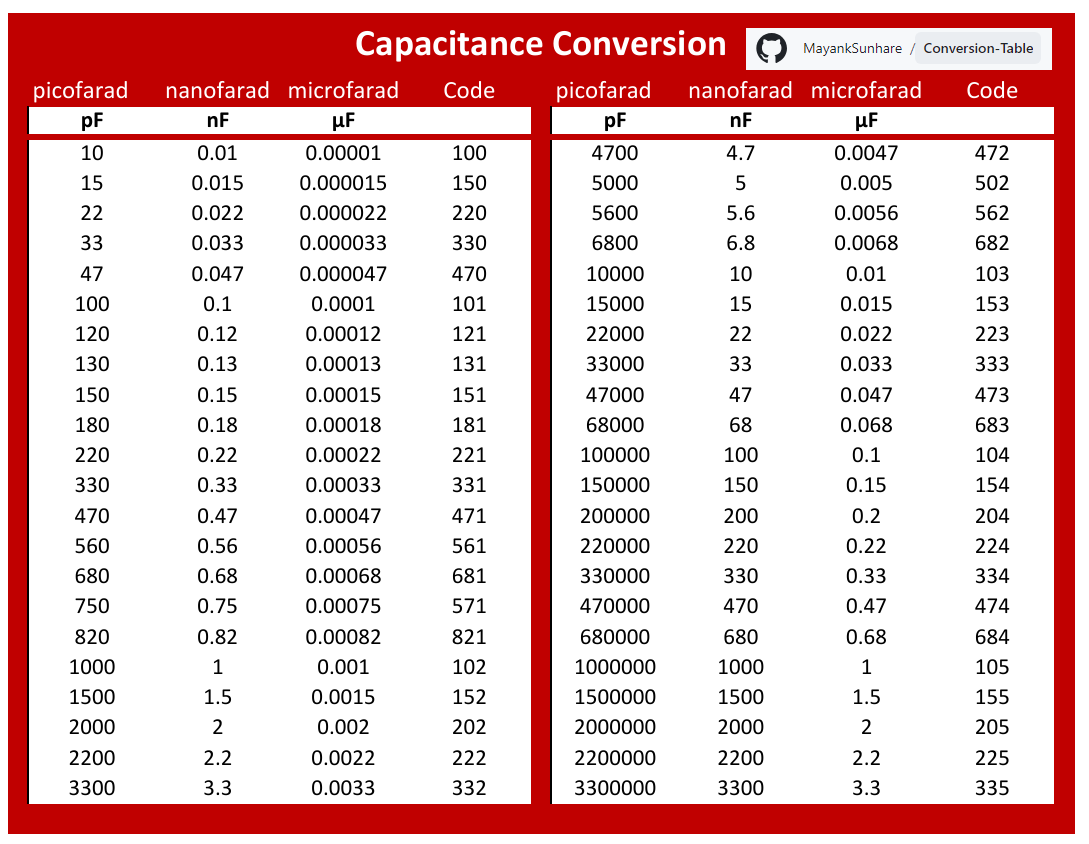 Capacitance Conversion
MayankSunhare / Conversion-Table
picofarad nanofarad microfarad Code picofarad nanofarad microfarad Code
pF nF µF pF nF µF
10 0.01 0.00001 100 4700 4.7 0.0047 472
15 0.015 0.000015 150 5000 5 0.005 502
22 0.022 0.000022 220 5600 5.6 0.0056 562
33 0.033 0.000033 330 6800 6.8 0.0068 682
47 0.047 0.000047 470 10000 10 0.01 103
100 0.1 0.0001 101 15000 15 0.015 153
120 0.12 0.00012 121 22000 22 0.022 223
130 0.13 0.00013 131 33000 33 0.033 333
150 0.15 0.00015 151 47000 47 0.047 473
180 0.18 0.00018 181 68000 68 0.068 683
220 0.22 0.00022 221 100000 100 0.1 104
330 0.33 0.00033 331 150000 150 0.15 154
470 0.47 0.00047 471 200000 200 0.2 204
560 0.56 0.00056 561 220000 220 0.22 224
680 0.68 0.00068 681 330000 330 0.33 334
750 0.75 0.00075 571 470000 470 0.47 474
820 0.82 0.00082 821 680000 680 0.68 684
1000 1 0.001 102 1000000 1000 1 105
1500 1.5 0.0015 152 1500000 1500 1.5 155
2000 2 0.002 202 2000000 2000 2 205
2200 2.2 0.0022 222 2200000 2200 2.2 225
3300 3.3 0.0033 332 3300000 3300 3.3 335